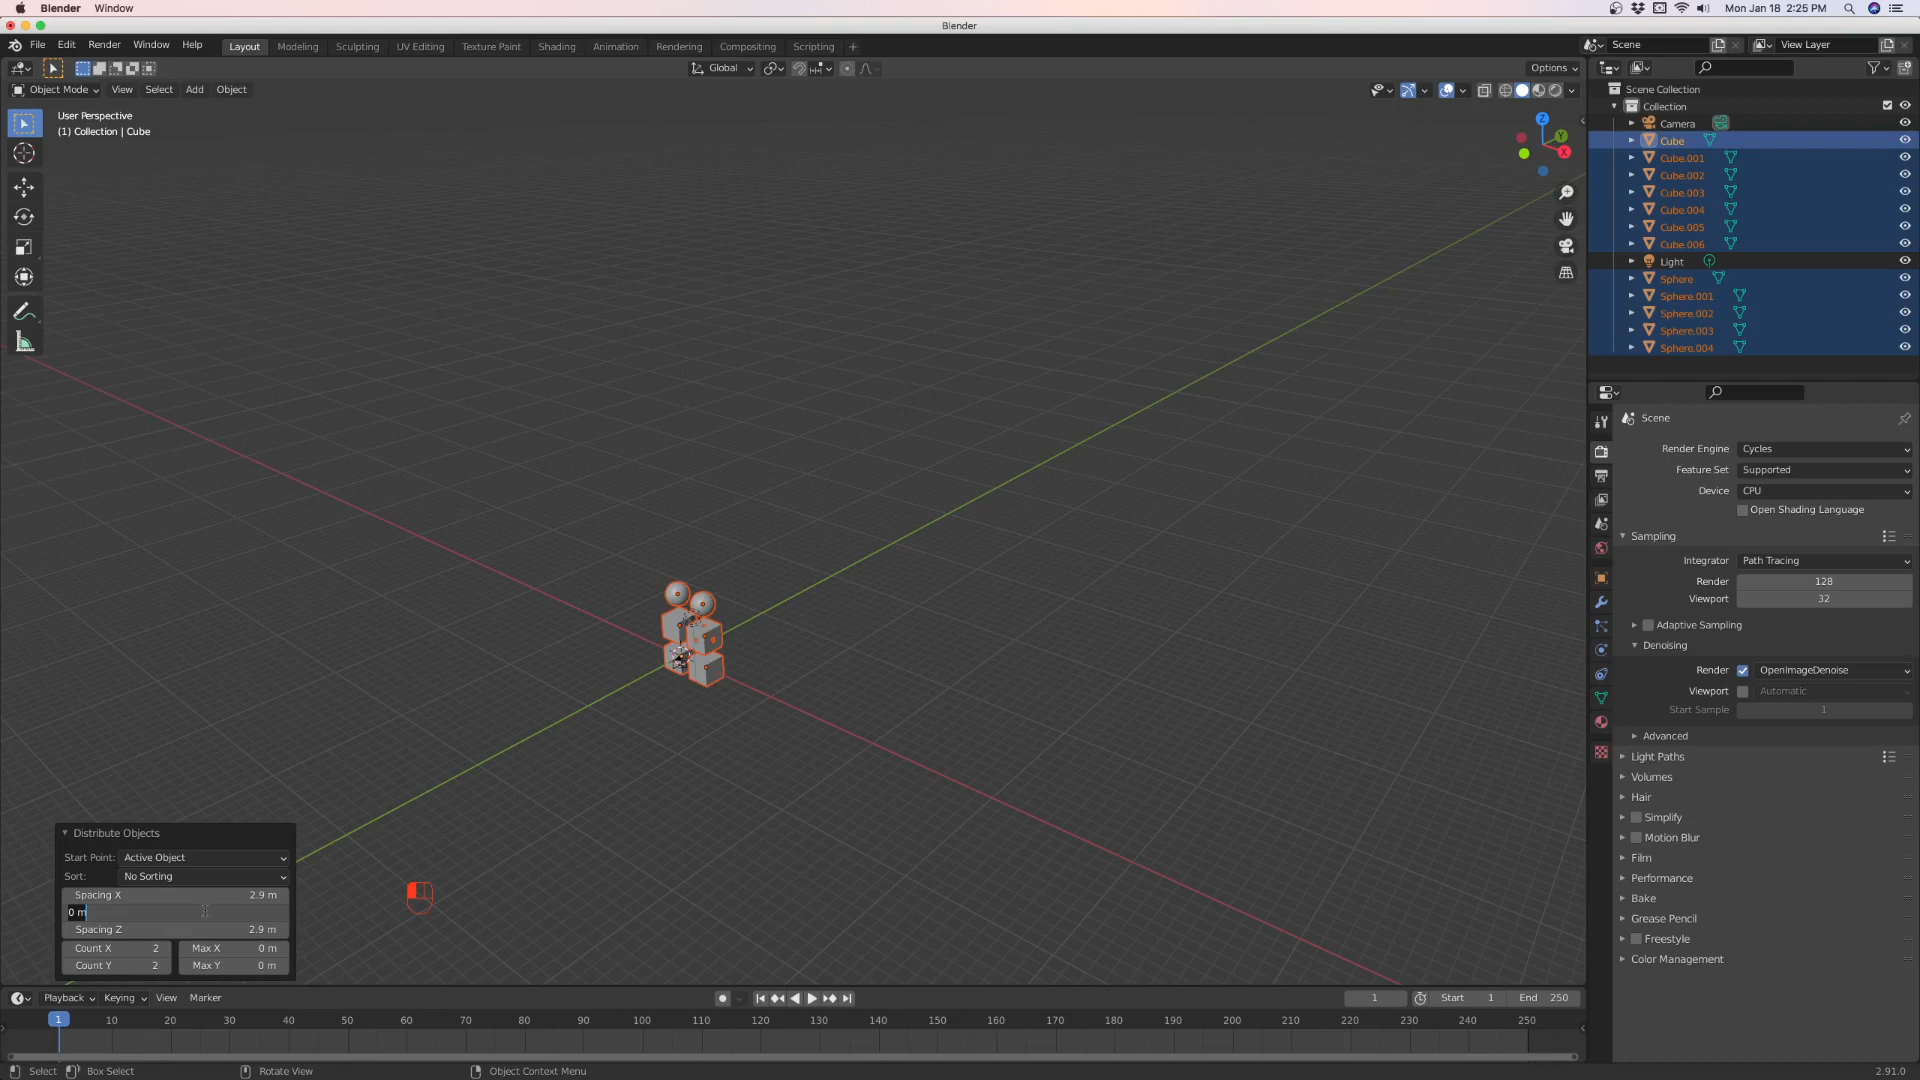 Blender Window Mon Jan 18 2:25 PM
Blender
File Edit Render Window Help Layout Modeling Sculpting UV Editing Texture Paint Shading Animation Rendering Compositing Scripting + Scene View Layer
Global Options
Object Mode View Select Add Object
User Perspective
(1) Collection | Cube
Z
Y
X
Scene Collection
Collection
Camera
Cube
Cube.001
Cube.002
Cube.003
Cube.004
Cube.005
Cube.006
Light
Sphere
Sphere.001
Sphere.002
Sphere.003
Sphere.004
Scene
Render Engine Cycles
Feature Set Supported
Device CPU
Open Shading Language
Sampling
Integrator Path Tracing
Render 128
Viewport 32
Adaptive Sampling
Denoising
Render OpenImageDenoise
Viewport Automatic
Start Sample 1
Advanced
Light Paths
Volumes
Hair
Simplify
Motion Blur
Film
Performance
Bake
Grease Pencil
Freestyle
Color Management
Distribute Objects
Start Point: Active Object
Sort: No Sorting
Spacing X 2.9 m
0 m
Spacing Z 2.9 m
Count X 2 Max X 0 m
Count Y 2 Max Y 0 m
Playback Keying View Marker 1 Start 1 End 250
1 10 20 30 40 50 60 70 80 90 100 110 120 130 140 150 160 170 180 190 200 210 220 230 240 250
Select Box Select Rotate View Object Context Menu 2.91.0